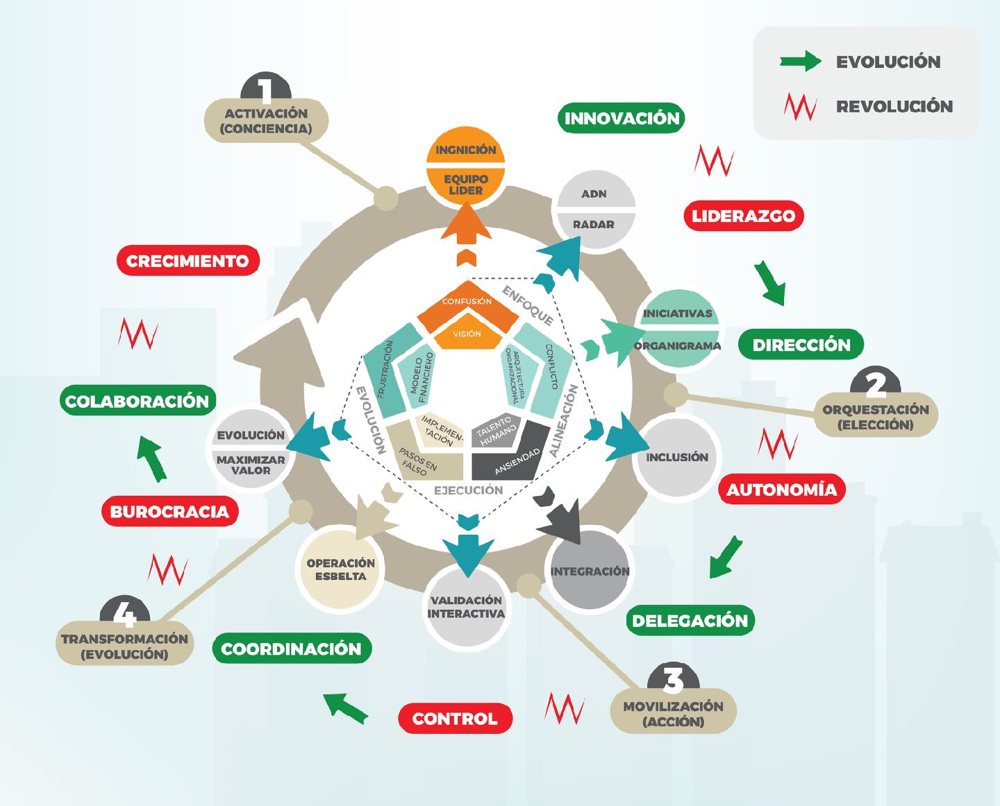 EVOLUCIÓN
REVOLUCIÓN
1
ACTIVACIÓN
(CONCIENCIA)
INNOVACIÓN
INGNICIÓN
EQUIPO
LIDER
ADN
RADAR
LIDERAZGO
CRECIMIENTO
CONFUSIÓN
VISIÓN
ENFOQUE
INICIATIVAS
ORGANIGRAMA
DIRECCIÓN
FRUSTRACIÓN
MODELO
FINANCIERO
ARQUITECTURA
ORGANIZACIONAL
CONFLICTO
COLABORACIÓN
2
ORQUESTACIÓN
(ELECCIÓN)
EVOLUCIÓN
ALINEACIÓN
IMPLEMEN-
TACIÓN
TALENTO
HUMANO
EVOLUCIÓN
MAXIMIZAR
VALOR
INCLUSIÓN
PASOS EN
FALSO
ANSIENDAD
EJECUCIÓN
AUTONOMÍA
BUROCRACIA
OPERACIÓN
ESBELTA
INTEGRACIÓN
VALIDACIÓN
INTERACTIVA
4
TRANSFORMACIÓN
(EVOLUCIÓN)
DELEGACIÓN
COORDINACIÓN
3
MOVILIZACIÓN
(ACCIÓN)
CONTROL